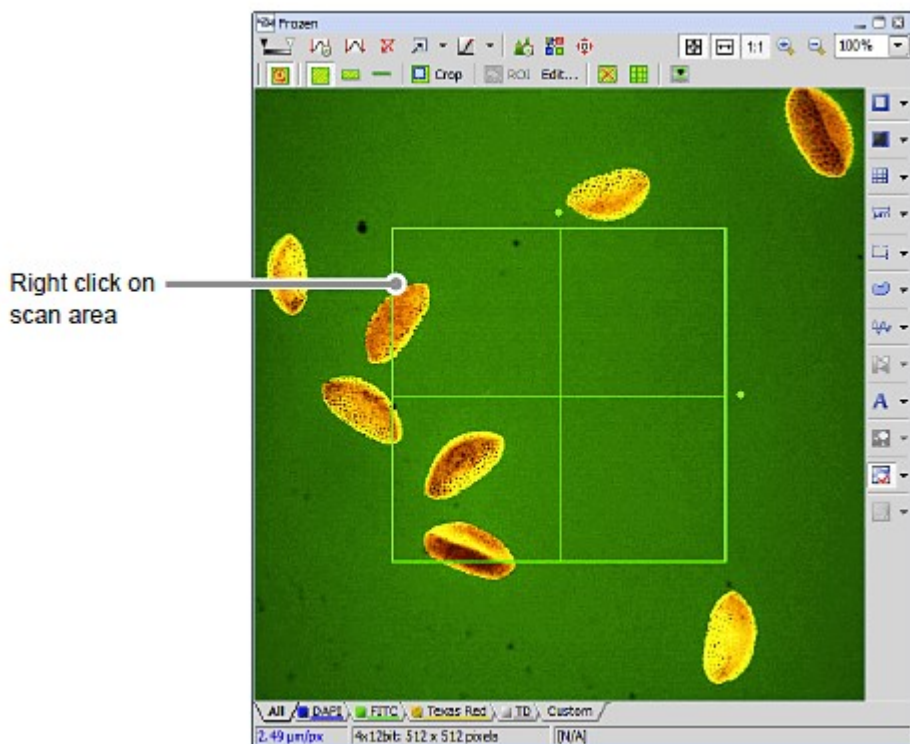 Frozen
1:1
100%
Crop
ROI
Edit...
Right click on
scan area
µm
A
All
DAPI
FITC
Texas Red
TD
Custom
2.49 µm/px
4x12bit: 512 x 512 pixels
[N/A]